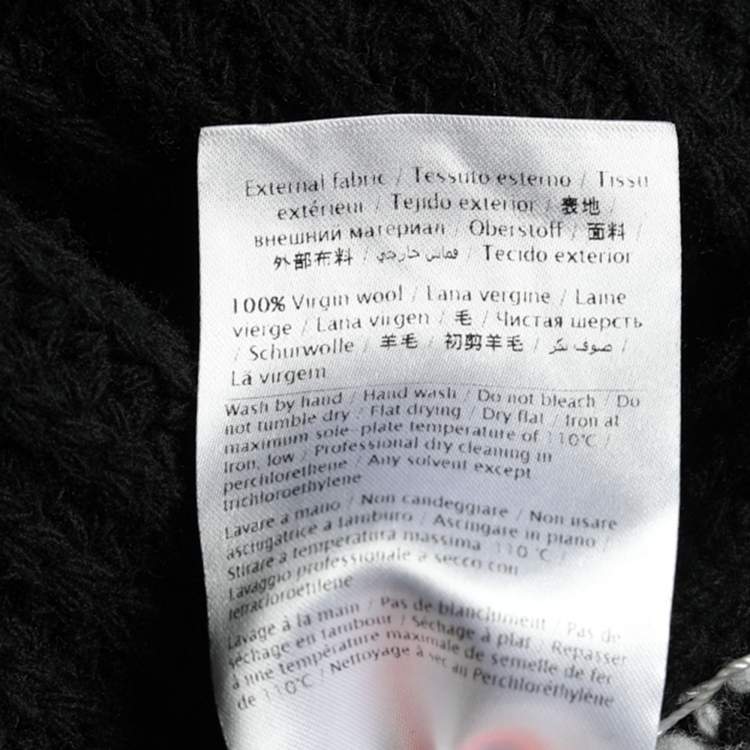 External fabric / Tessuto esterno / Tissu
extérieur / Tejido exterior / 表地 /
внешний материал / Oberstoff / 面料 /
外部布料 / قماش خارجي / Tecido exterior
100% Virgin wool / Lana vergine / Laine
vierge / Lana virgen / 毛 / Чистая шерсть
/ Schurwolle / 羊毛 / 初剪羊毛 / صوف بكر /
Lã virgem
Wash by hand / Hand wash / Do not bleach / Do
not tumble dry / Flat drying / Dry flat / Iron at
maximum sole-plate temperature of 110°C /
Iron, low / Professional dry cleaning in
perchlorethene / Any solvent except
trichloroethylene
Lavare a mano / Non candeggiare / Non usare
asciugatrice a tamburo / Asciugare in piano /
Stirare a temperatura massima 110°C /
Lavaggio professionale a secco con
tetracloroetilene
Lavage à la main / Pas de blanchiment / Pas de
séchage en tambour / Séchage à plat / Repasser
à une température maximale de semelle de fer
de 110°C / Nettoyage à sec au Perchloréthylène